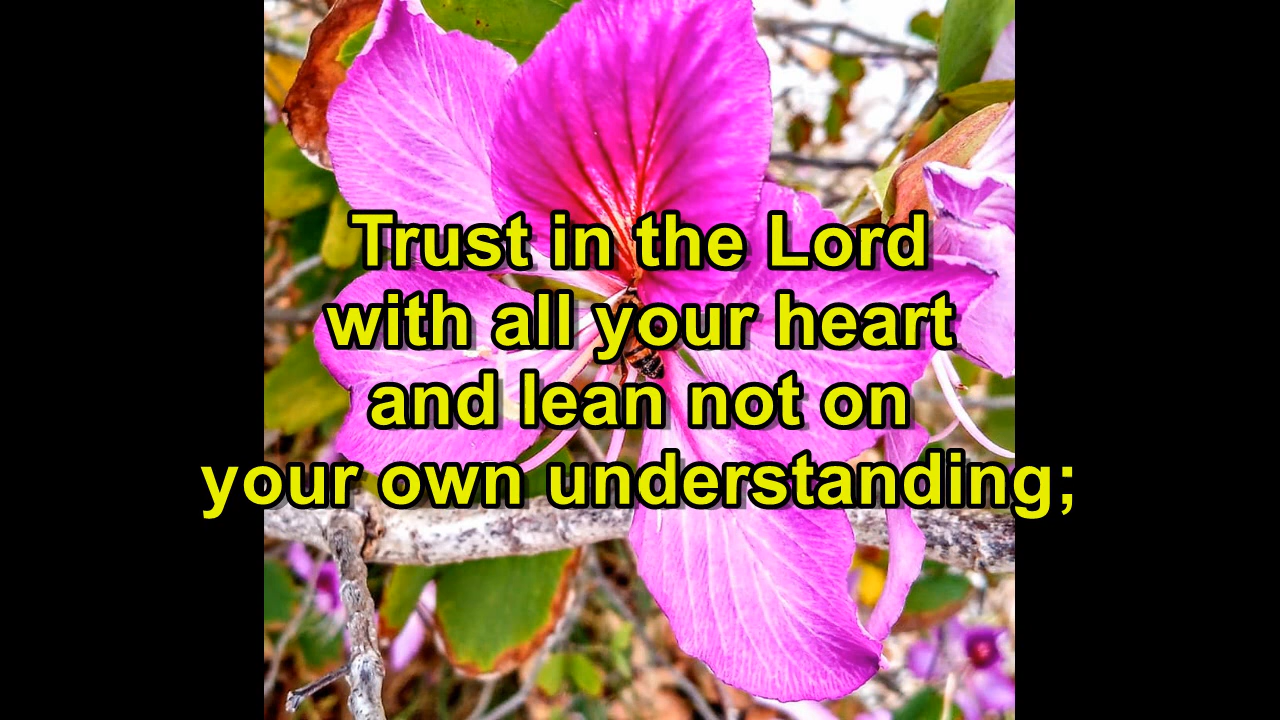 Trust in the Lord
with all your heart
and lean not on
your own understanding;